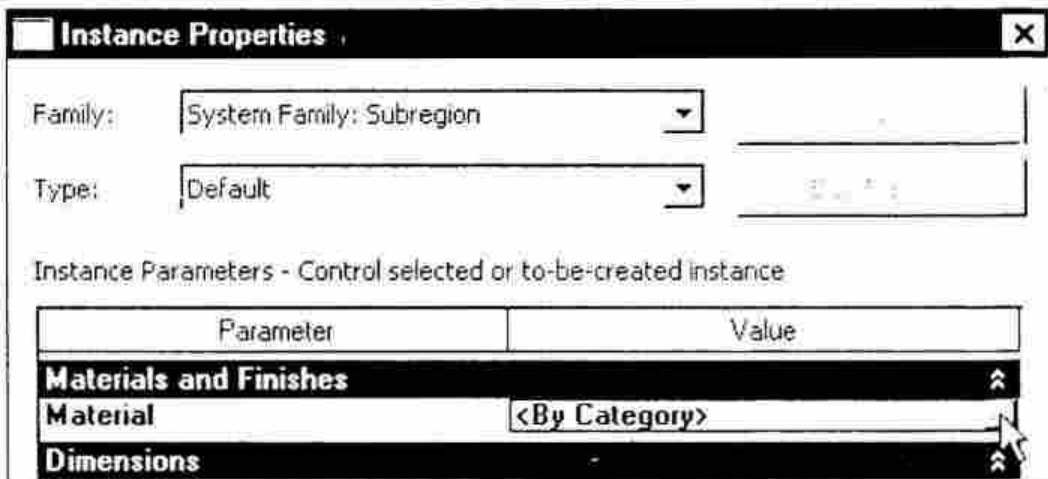 Instance Properties
Family: System Family: Subregion
Type: Default
Instance Parameters - Control selected or to-be-created instance
Parameter Value
Materials and Finishes
Material <By Category>
Dimensions